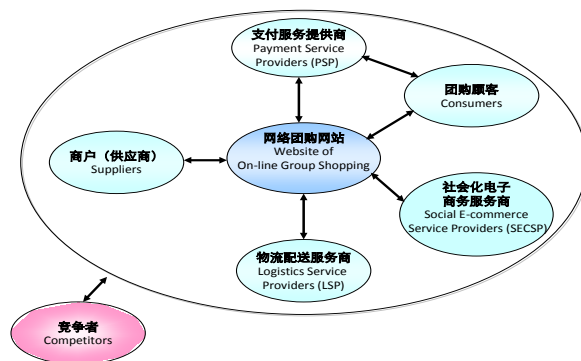 支付服务提供商
Payment Service
Providers (PSP)
团购顾客
Consumers
网络团购网站
Website of
On-line Group Shopping
商户（供应商）
Suppliers
社会化电子
商务服务商
Social E-commerce
Service Providers (SECSP)
物流配送服务商
Logistics Service
Providers (LSP)
竞争者
Competitors